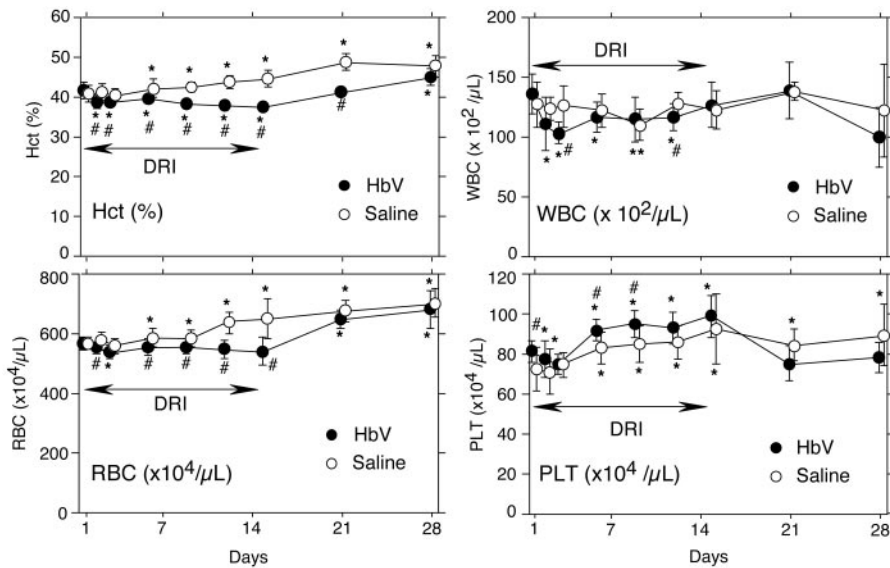 60
50
40
30
20
10
0
Hct (%)
* * * * * *
* * * * * * *
# # # # # # #
DRI
HbV
Saline
Hct (%)
200
150
100
50
0
WBC (x 10² /µL)
DRI
* * * ** *
# #
HbV
Saline
WBC (x 10²/µL)
800
600
400
200
0
RBC (x10⁴/µL)
* * * * * *
* * *
# # # # #
DRI
HbV
Saline
RBC (x10⁴/µL)
1 7 14 21 28
Days
120
100
80
60
40
20
0
PLT (x10⁴ /µL)
# # #
* * * * * * * *
* * * *
DRI
HbV
Saline
PLT (x10⁴ /µL)
1 7 14 21 28
Days